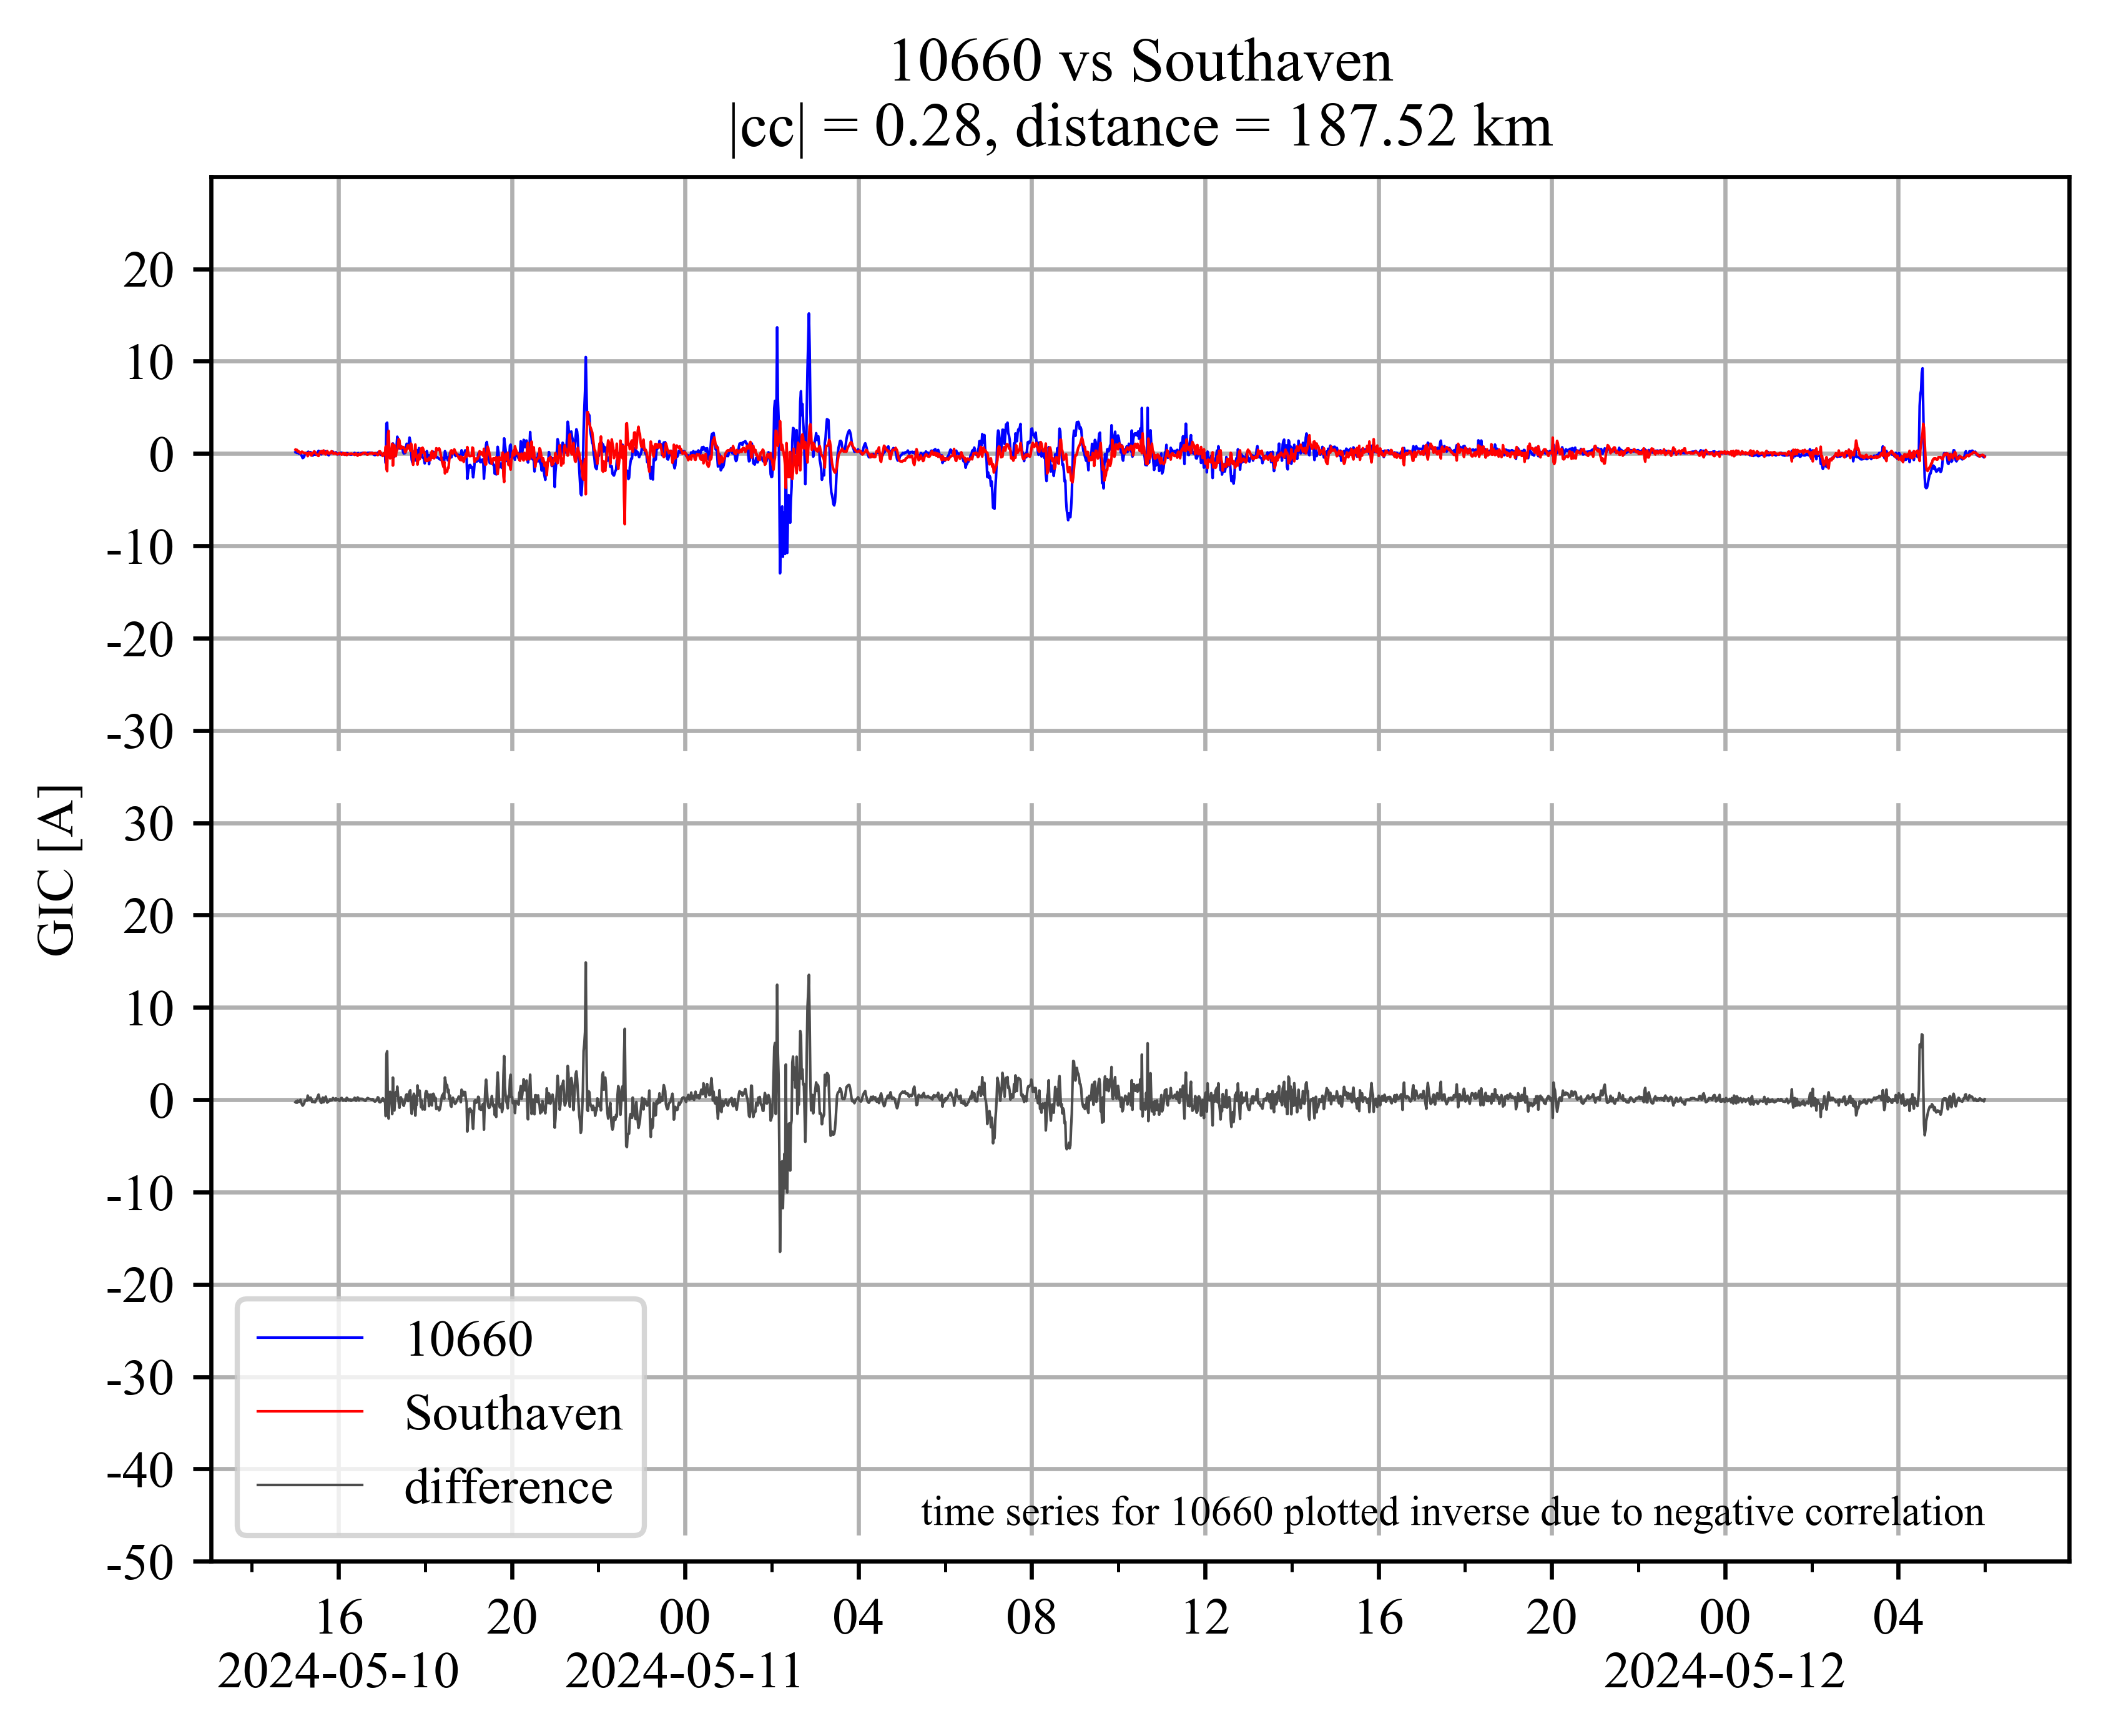 10660 vs Southaven
|cc| = 0.28, distance = 187.52 km
GIC [A]
20
10
0
-10
-20
-30
30
20
10
0
-10
-20
-30
-40
-50
10660
Southaven
difference
time series for 10660 plotted inverse due to negative correlation
16 20 00 04 08 12 16 20 00 04
2024-05-10 2024-05-11 2024-05-12